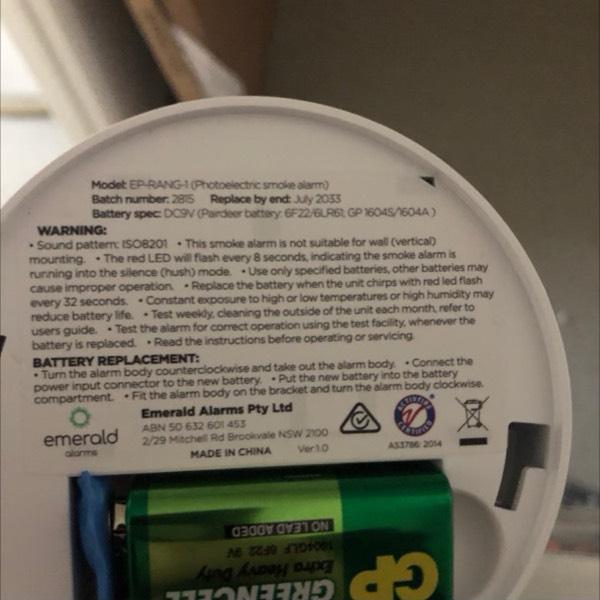 Model: EP-RANG-1 (Photoelectric smoke alarm)
Batch number: 2815 Replace by end: July 2033
Battery spec: DC9V (Pairdeer battery: 6F22/6LR61; GP 1604S/1604A )
WARNING:
• Sound pattern: ISO8201 • This smoke alarm is not suitable for wall (vertical)
mounting. • The red LED will flash every 8 seconds, indicating the smoke alarm is
running into the silence (hush) mode. • Use only specified batteries, other batteries may
cause improper operation. • Replace the battery when the unit chirps with red led flash
every 32 seconds. • Constant exposure to high or low temperatures or high humidity may
reduce battery life. • Test weekly, cleaning the outside of the unit each month, refer to
users guide. • Test the alarm for correct operation using the test facility, whenever the
battery is replaced. • Read the instructions before operating or servicing.
BATTERY REPLACEMENT:
• Turn the alarm body counterclockwise and take out the alarm body. • Connect the
power input connector to the new battery. • Put the new battery into the battery
compartment. • Fit the alarm body on the bracket and turn the alarm body clockwise.
emerald
alarms
Emerald Alarms Pty Ltd
ABN 50 632 601 453
2/29 Mitchell Rd Brookvale NSW 2100
MADE IN CHINA Ver:1.0
ACTIVFIRE
CERTIFIED
AS3786: 2014
NO LEAD ADDED
1604GLF 6F22 9V
Extra Heavy Duty
GREENCELL
GP